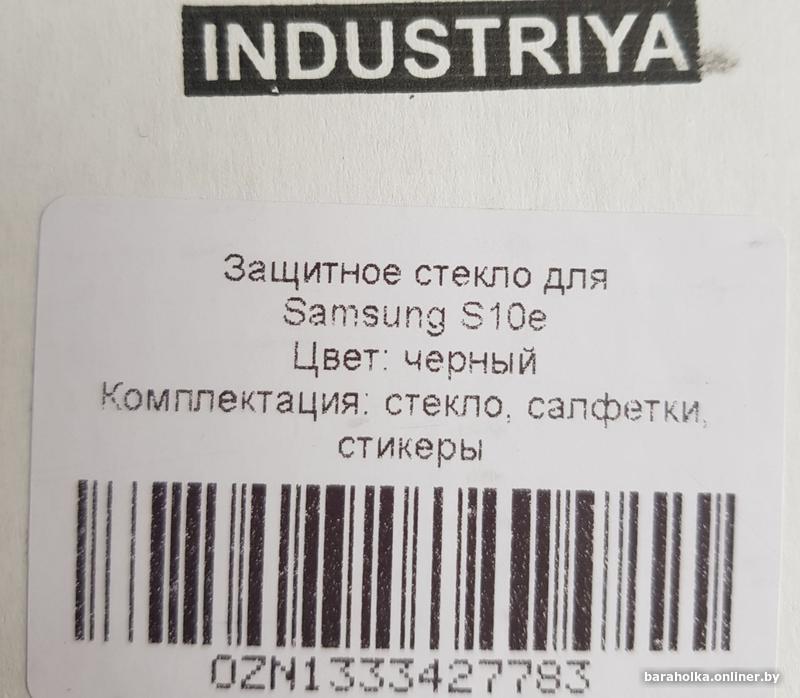 INDUSTRIYA
Защитное стекло для
Samsung S10e
Цвет: черный
Комплектация: стекло, салфетки,
стикеры
OZN1333427783
baraholka.onliner.by